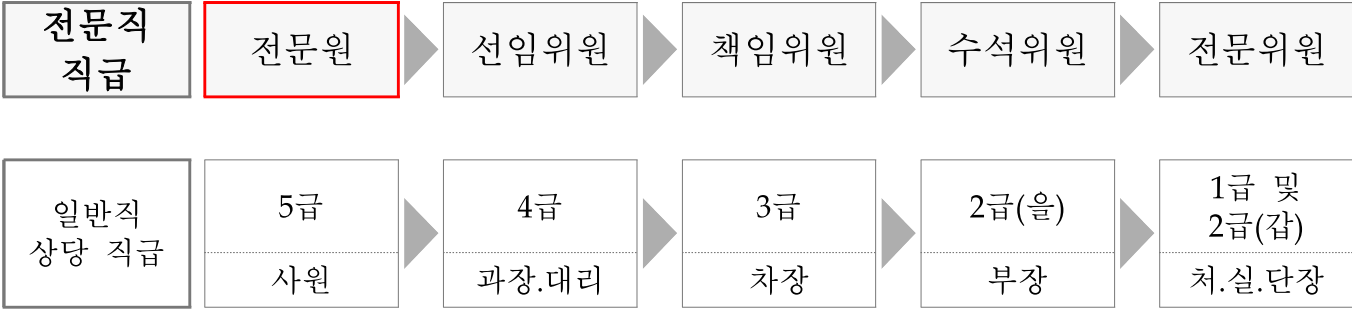 전문직
직급
전문원
선임위원
책임위원
수석위원
전문위원
일반직
상당 직급
5급
4급
3급
2급(을)
1급 및
2급(갑)
사원
과장.대리
차장
부장
처.실.단장